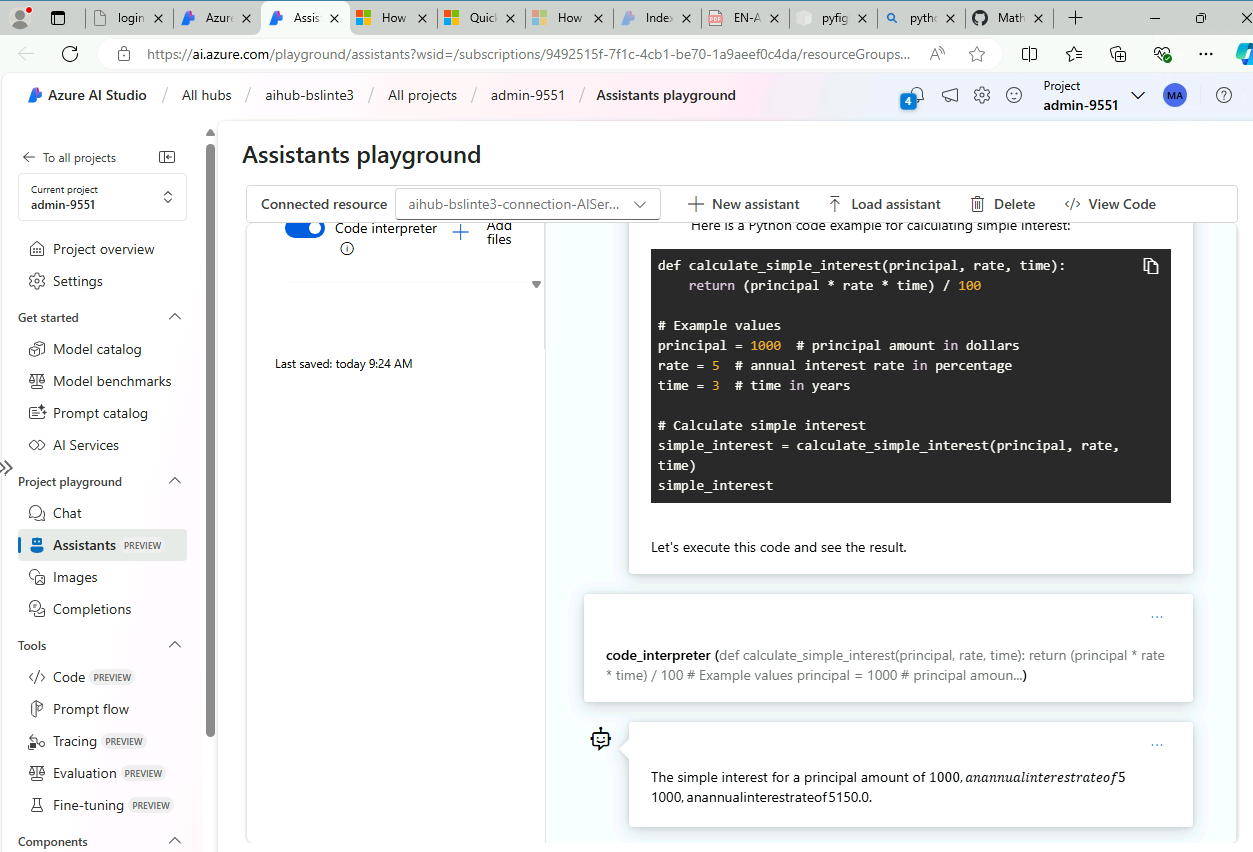 login
Azure
Assis
How
Quic
How
Index
EN-A
pyfig
pytho
Math
https://ai.azure.com/playground/assistants?wsid=/subscriptions/9492515f-7f1c-4cb1-be70-1a9aeef0c4da/resourceGroups...
Azure AI Studio / All hubs / aihub-bslinte3 / All projects / admin-9551 / Assistants playground
4
Project
admin-9551
MA
To all projects
Current project
admin-9551
Project overview
Settings
Get started
Model catalog
Model benchmarks
Prompt catalog
AI Services
Project playground
Chat
Assistants PREVIEW
Images
Completions
Tools
Code PREVIEW
Prompt flow
Tracing PREVIEW
Evaluation PREVIEW
Fine-tuning PREVIEW
Components
Assistants playground
Connected resource aihub-bslinte3-connection-AISer... New assistant Load assistant Delete View Code
Code interpreter
Add
files
Last saved: today 9:24 AM
Here is a Python code example for calculating simple interest:
def calculate_simple_interest(principal, rate, time):
    return (principal * rate * time) / 100
# Example values
principal = 1000  # principal amount in dollars
rate = 5  # annual interest rate in percentage
time = 3  # time in years
# Calculate simple interest
simple_interest = calculate_simple_interest(principal, rate,
time)
simple_interest
Let's execute this code and see the result.
...
code_interpreter (def calculate_simple_interest(principal, rate, time): return (principal * rate
* time) / 100 # Example values principal = 1000 # principal amoun...)
...
The simple interest for a principal amount of 1000, anannualinterestrateof5
1000,anannualinterestrateof5150.0.